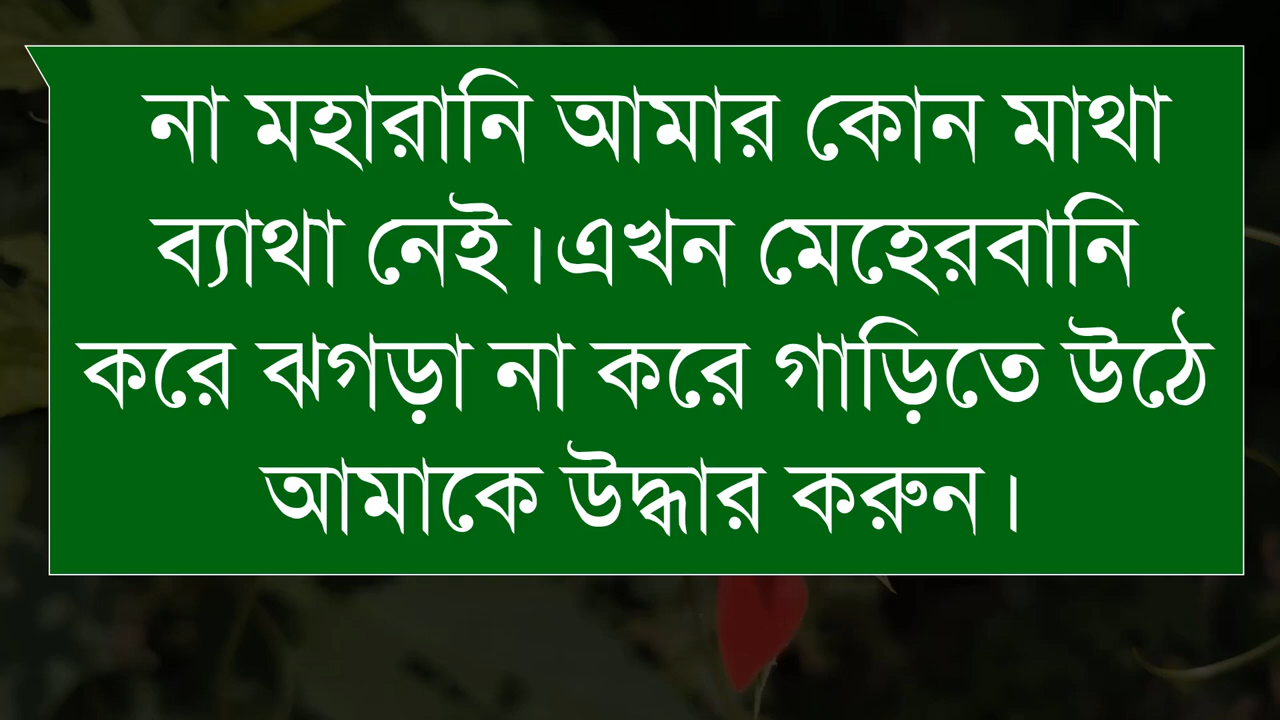 না মহারানি আমার কোন মাথা
ব্যাথা নেই।এখন মেহেরবানি
করে ঝগড়া না করে গাড়িতে উঠে
আমাকে উদ্ধার করুন।